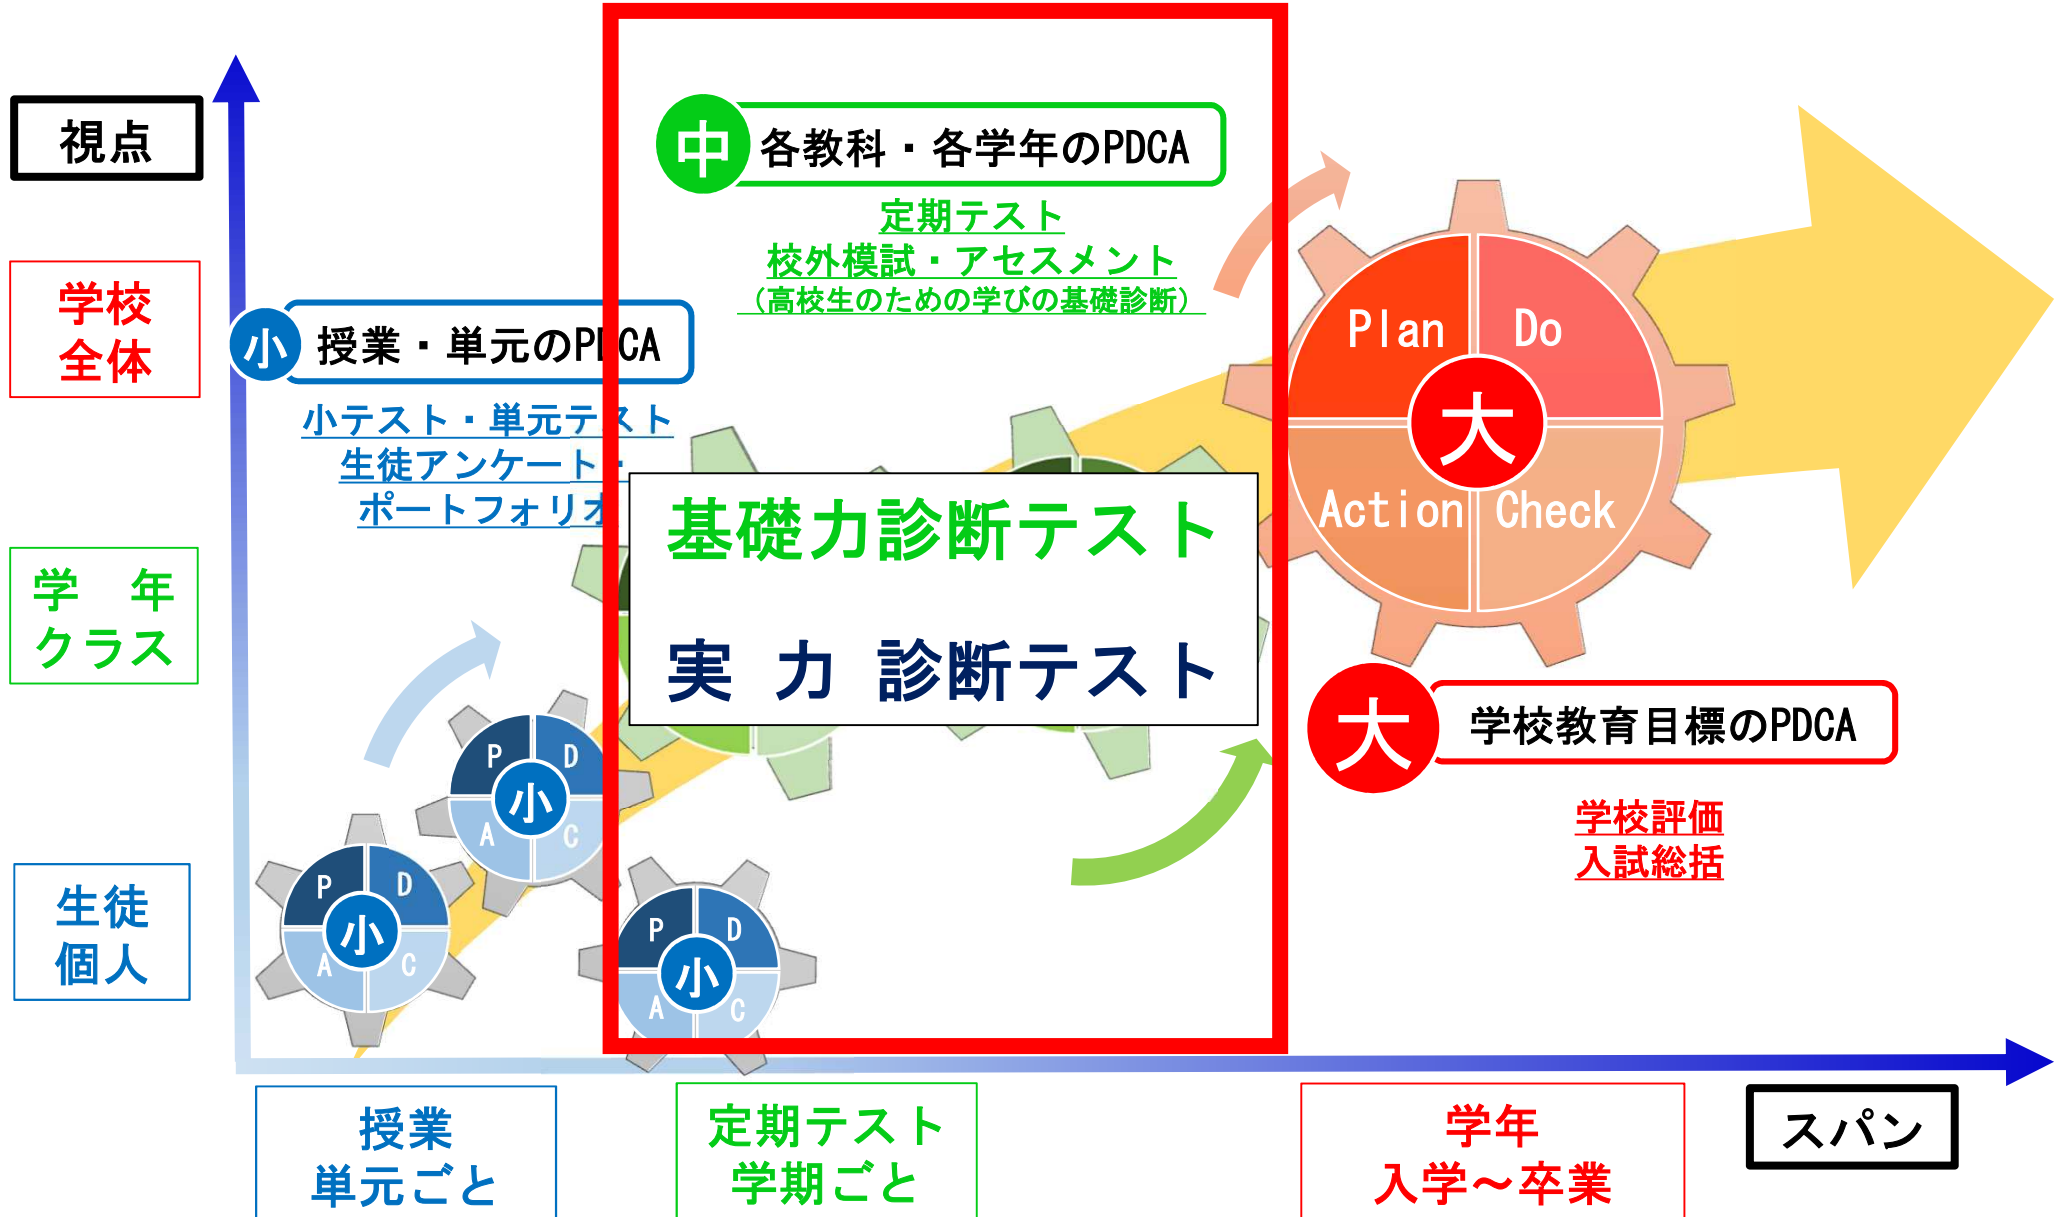 視点
学校
全体
学　年
クラス
生徒
個人
小 授業・単元のPDCA
小テスト・単元テスト
生徒アンケート・
ポートフォリオ
中 各教科・各学年のPDCA
定期テスト
校外模試・アセスメント
(高校生のための学びの基礎診断)
基礎力診断テスト
実 力 診断テスト
Plan Do
大
Action Check
大 学校教育目標のPDCA
学校評価
入試総括
P D
小
A C
P D
小
A C
P D
小
A C
授業
単元ごと
定期テスト
学期ごと
学年
入学～卒業
スパン